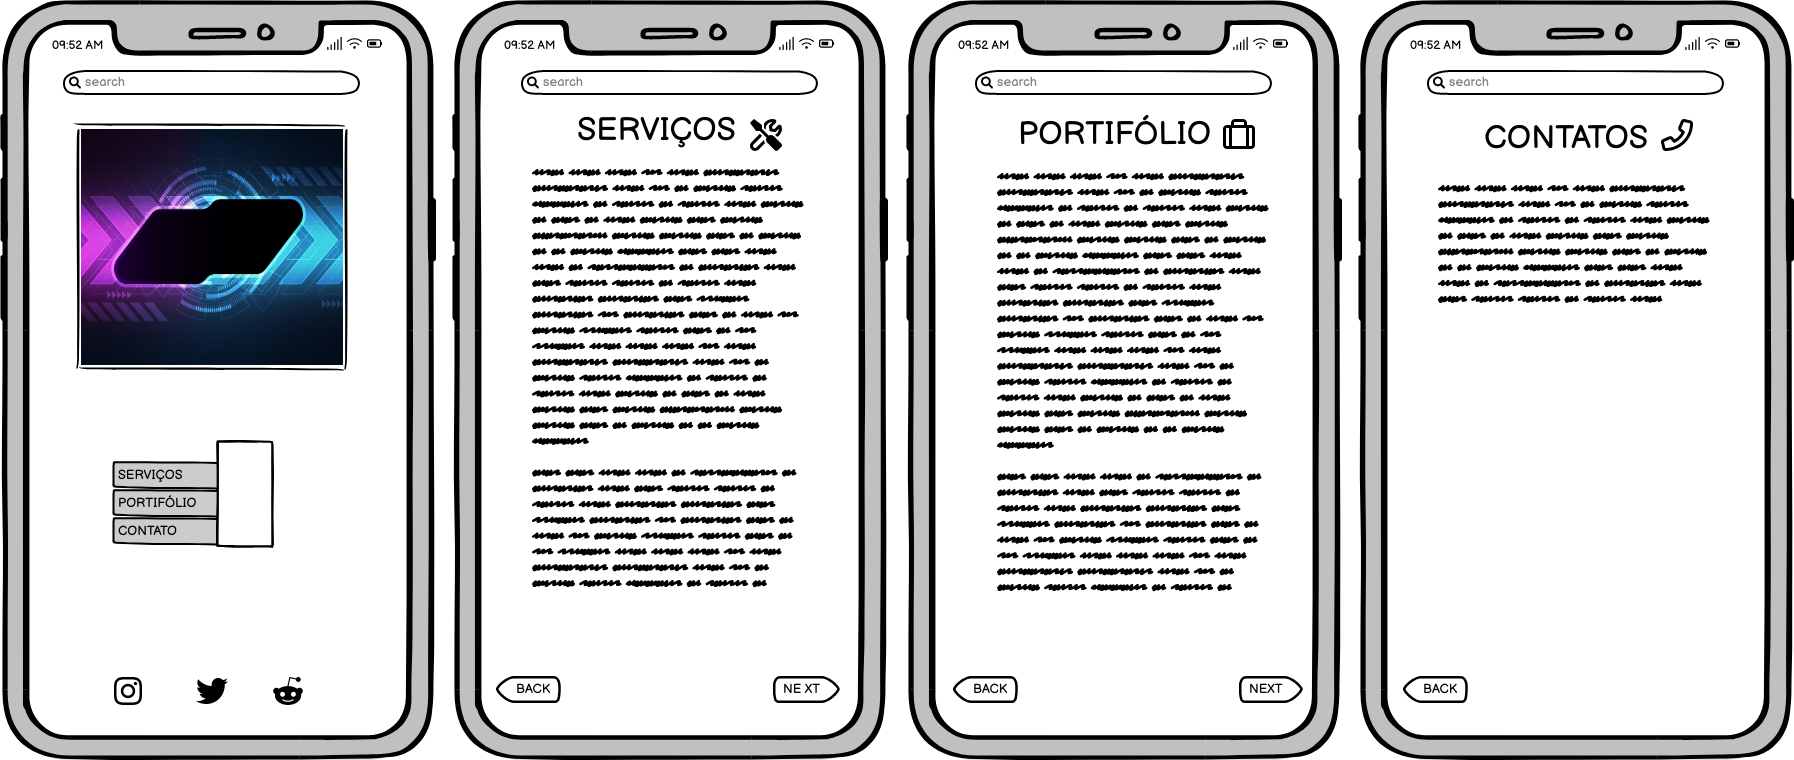 09:52 AM
search
SERVIÇOS
PORTIFÓLIO
CONTATO
09:52 AM
search
SERVIÇOS
BACK
NE XT
09:52 AM
search
PORTIFÓLIO
BACK
NEXT
09:52 AM
search
CONTATOS
BACK